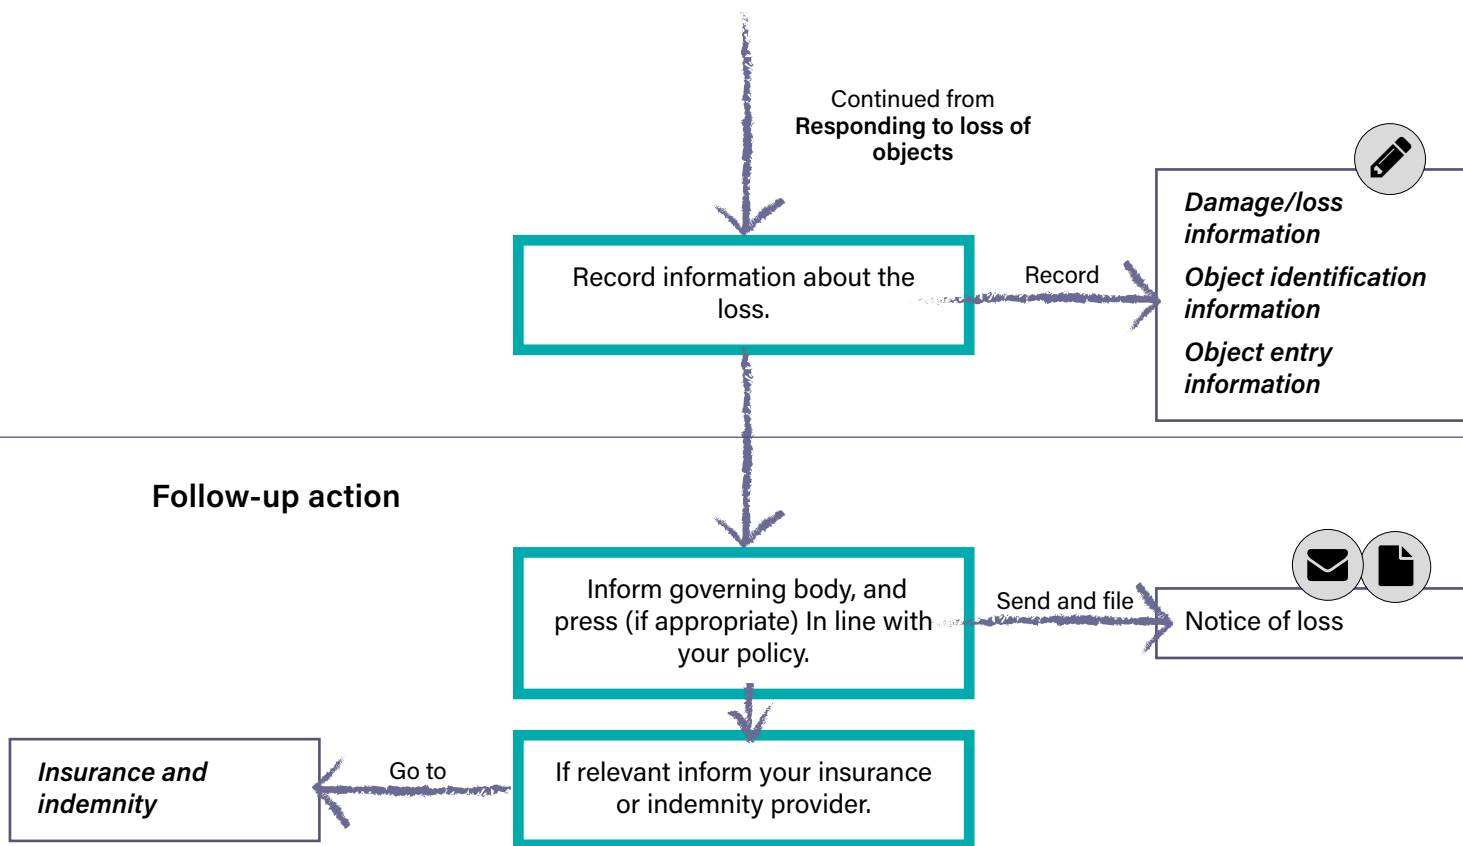 Continued from
Responding to loss of
objects
Record information about the
loss.
Record
Damage/loss
information
Object identification
information
Object entry
information
Follow-up action
Inform governing body, and
press (if appropriate) In line with
your policy.
Send and file
Notice of loss
If relevant inform your insurance
or indemnity provider.
Go to
Insurance and
indemnity